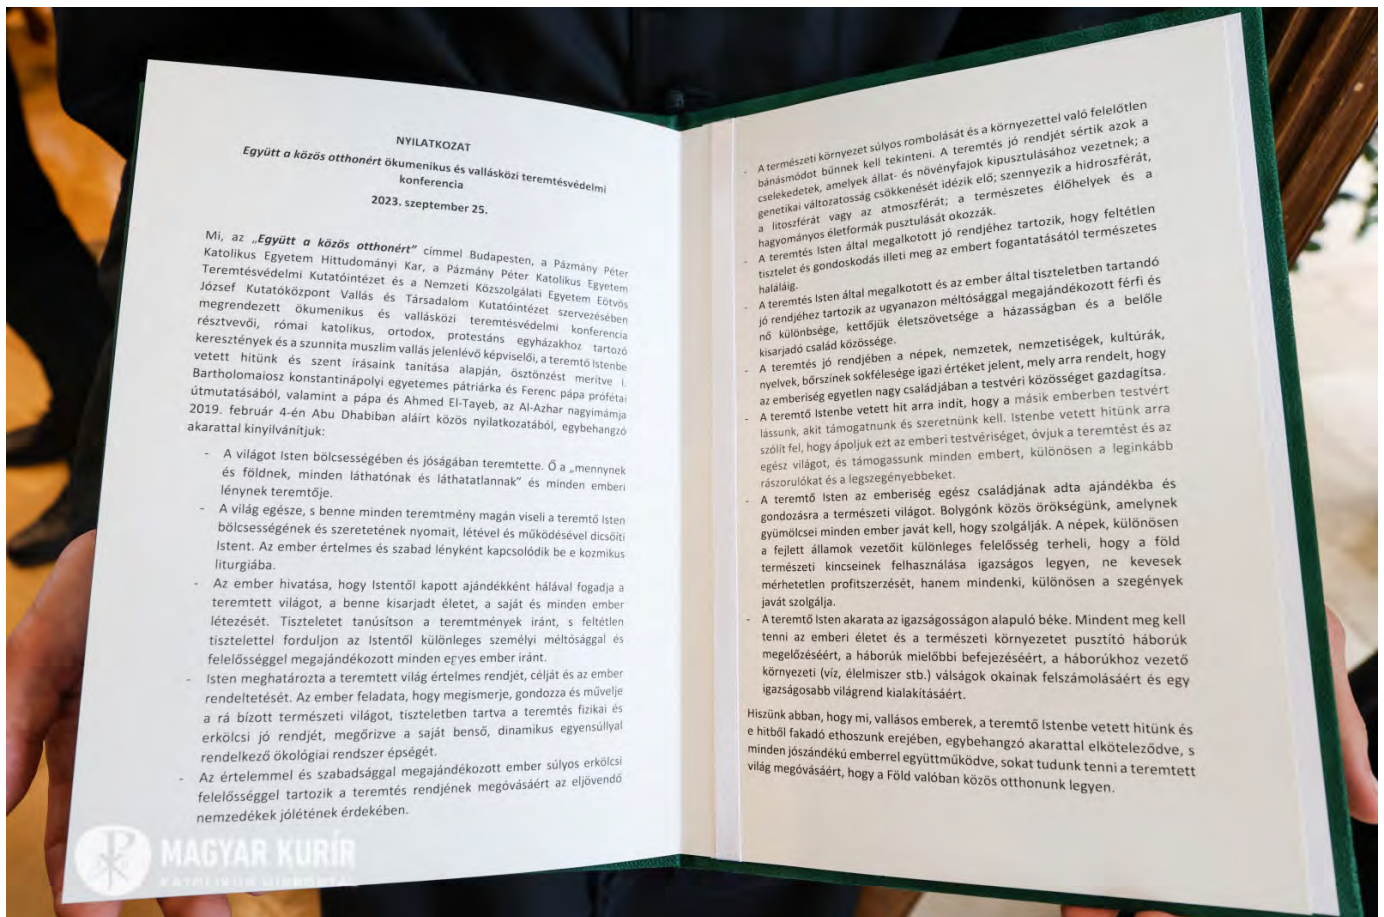 NYILATKOZAT
Együtt a közös otthonért ökumenikus és vallásközi teremtésvédelmi
konferencia
2023. szeptember 25.
Mi, az „Együtt a közös otthonért” címmel Budapesten, a Pázmány Péter
Katolikus Egyetem Hittudományi Kar, a Pázmány Péter Katolikus Egyetem
Teremtésvédelmi Kutatóintézet és a Nemzeti Közszolgálati Egyetem Eötvös
József Kutatóközpont Vallás és Társadalom Kutatóintézet szervezésében
megrendezett ökumenikus és vallásközi teremtésvédelmi konferencia
résztvevői, római katolikus, ortodox, protestáns egyházakhoz tartozó
keresztények és a szunnita muszlim vallás jelenlévő képviselői, a teremtő Istenbe
vetett hitünk és szent írásaink tanítása alapján, ösztönzést merítve I.
Bartholomaiosz konstantinápolyi egyetemes pátriárka és Ferenc pápa prófétai
útmutatásából, valamint a pápa és Ahmed El-Tayeb, az Al-Azhar nagyimámja
2019. február 4-én Abu Dhabiban aláírt közös nyilatkozatából, egybehangzó
akarattal kinyilvánítjuk:
- A világot Isten bölcsességében és jóságában teremtette. Ő a „mennynek
és földnek, minden láthatónak és láthatatlannak” és minden emberi
lénynek teremtője.
- A világ egésze, s benne minden teremtmény magán viseli a teremtő Isten
bölcsességének és szeretetének nyomait, létével és működésével dicsőíti
Istent. Az ember értelmes és szabad lényként kapcsolódik be e kozmikus
liturgiába.
- Az ember hivatása, hogy Istentől kapott ajándékként hálával fogadja a
teremtett világot, a benne kisarjadt életet, a saját és minden ember
létezését. Tiszteletet tanúsítson a teremtmények iránt, s feltétlen
tisztelettel forduljon az Istentől különleges személyi méltósággal és
felelősséggel megajándékozott minden egyes ember iránt.
- Isten meghatározta a teremtett világ értelmes rendjét, célját és az ember
rendeltetését. Az ember feladata, hogy megismerje, gondozza és művelje
a rá bízott természeti világot, tiszteletben tartva a teremtés fizikai és
erkölcsi jó rendjét, megőrizve a saját benső, dinamikus egyensúllyal
rendelkező ökológiai rendszer épségét.
- Az értelemmel és szabadsággal megajándékozott ember súlyos erkölcsi
felelősséggel tartozik a teremtés rendjének megóvásáért az eljövendő
nemzedékek jólétének érdekében.
- A természeti környezet súlyos rombolását és a környezettel való felelőtlen
bánásmódot bűnnek kell tekinteni. A teremtés jó rendjét sértik azok a
cselekedetek, amelyek állat- és növényfajok kipusztulásához vezetnek; a
genetikai változatosság csökkenését idézik elő; szennyezik a hidroszférát,
a litoszférát vagy az atmoszférát; a természetes élőhelyek és a
hagyományos életformák pusztulását okozzák.
- A teremtés Isten által megalkotott jó rendjéhez tartozik, hogy feltétlen
tisztelet és gondoskodás illeti meg az embert fogantatásától természetes
haláláig.
- A teremtés Isten által megalkotott és az ember által tiszteletben tartandó
jó rendjéhez tartozik az ugyanazon méltósággal megajándékozott férfi és
nő különbsége, kettőjük életszövetsége a házasságban és a belőle
kisarjadó család közössége.
- A teremtés jó rendjében a népek, nemzetek, nemzetiségek, kultúrák,
nyelvek, bőrszínek sokfélesége igazi értéket jelent, mely arra rendelt, hogy
az emberiség egyetlen nagy családjában a testvéri közösséget gazdagítsa.
- A teremtő Istenbe vetett hit arra indít, hogy a másik emberben testvért
lássunk, akit támogatnunk és szeretnünk kell. Istenbe vetett hitünk arra
szólít fel, hogy ápoljuk ezt az emberi testvériséget, óvjuk a teremtést és az
egész világot, és támogassunk minden embert, különösen a leginkább
rászorulókat és a legszegényebbeket.
- A teremtő Isten az emberiség egész családjának adta ajándékba és
gondozásra a természeti világot. Bolygónk közös örökségünk, amelynek
gyümölcsei minden ember javát kell, hogy szolgálják. A népek, különösen
a fejlett államok vezetőit különleges felelősség terheli, hogy a föld
természeti kincseinek felhasználása igazságos legyen, ne kevesek
mérhetetlen profitszerzését, hanem mindenki, különösen a szegények
javát szolgálja.
- A teremtő Isten akarata az igazságosságon alapuló béke. Mindent meg kell
tenni az emberi életet és a természeti környezetet pusztító háborúk
megelőzéséért, a háborúk mielőbbi befejezéséért, a háborúkhoz vezető
környezeti (víz, élelmiszer stb.) válságok okainak felszámolásáért és egy
igazságosabb világrend kialakításáért.
Hiszünk abban, hogy mi, vallásos emberek, a teremtő Istenbe vetett hitünk és
e hitből fakadó ethoszunk erejében, egybehangzó akarattal elköteleződve, s
minden jószándékú emberrel együttműködve, sokat tudunk tenni a teremtett
világ megóvásáért, hogy a Föld valóban közös otthonunk legyen.
MAGYAR KURÍR